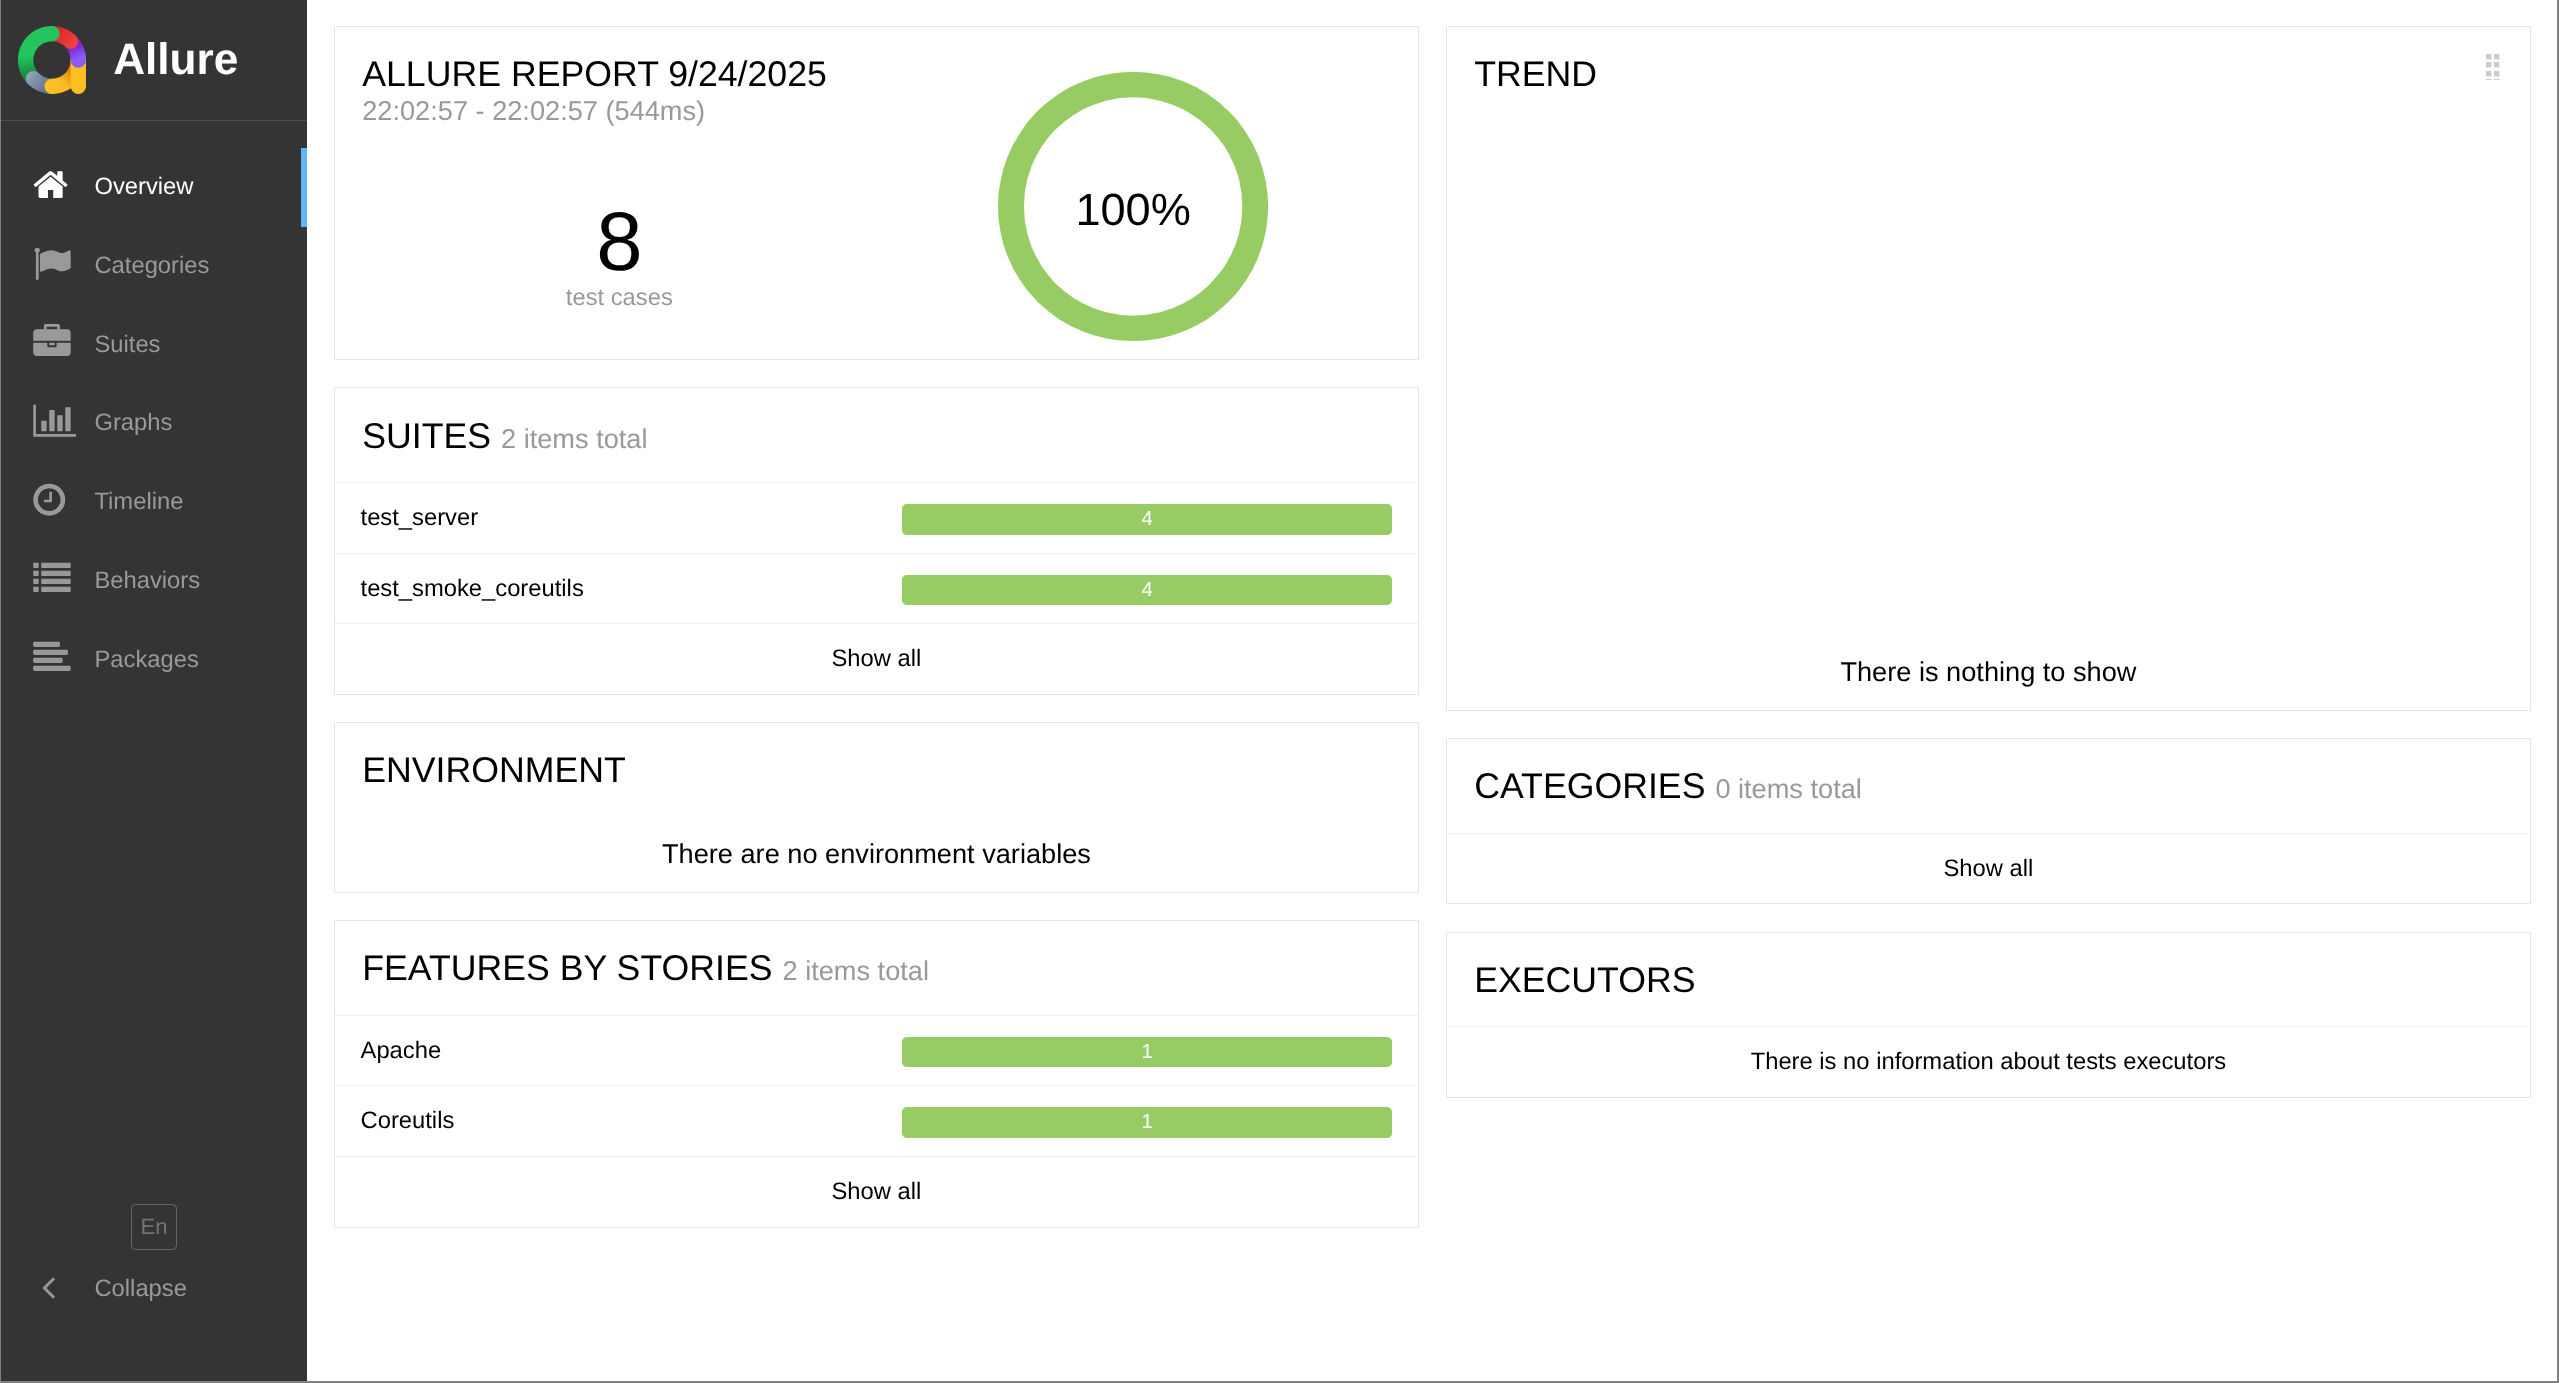 Allure
Overview
Categories
Suites
Graphs
Timeline
Behaviors
Packages
En
Collapse
ALLURE REPORT 9/24/2025
22:02:57 - 22:02:57 (544ms)
8
test cases
100%
SUITES 2 items total
test_server 4
test_smoke_coreutils 4
Show all
ENVIRONMENT
There are no environment variables
FEATURES BY STORIES 2 items total
Apache 1
Coreutils 1
Show all
TREND
There is nothing to show
CATEGORIES 0 items total
Show all
EXECUTORS
There is no information about tests executors